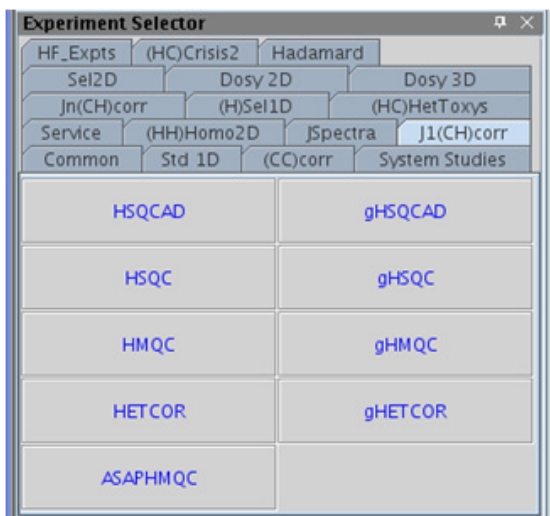 Experiment Selector
HF_Expts (HC)Crisis2 Hadamard
Sel2D Dosy 2D Dosy 3D
Jn(CH)corr (H)Sel1D (HC)HetToxys
Service (HH)Homo2D JSpectra J1(CH)corr
Common Std 1D (CC)corr System Studies
HSQCAD gHSQCAD
HSQC gHSQC
HMQC gHMQC
HETCOR gHETCOR
ASAPHMQC